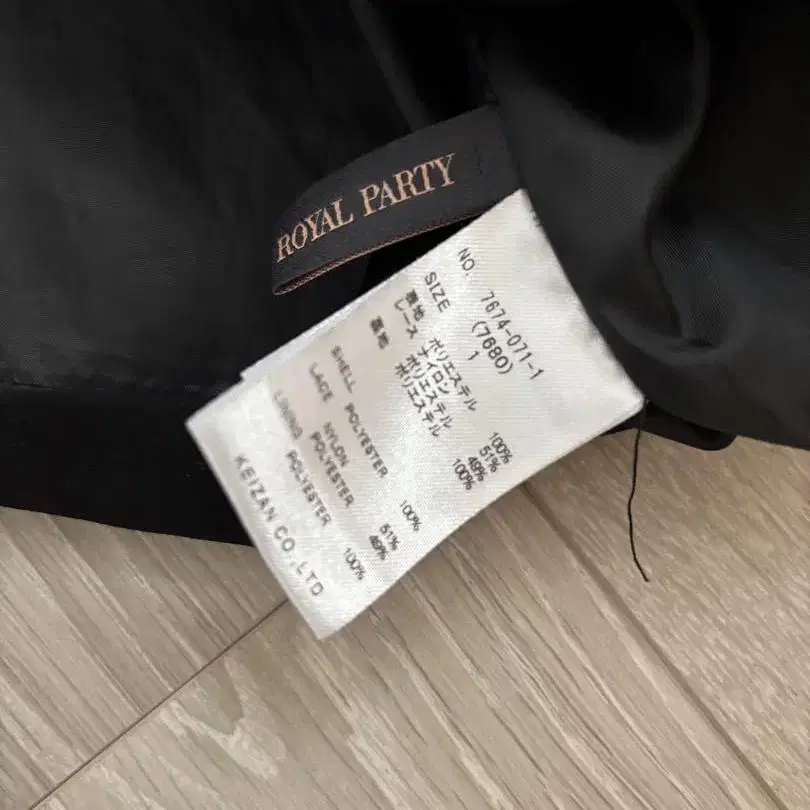 ROYAL PARTY
NO. 7674-071-1
(7680)
SIZE 1
表地 ポリエステル 100%
レース ナイロン 51%
ポリエステル 49%
裏地 ポリエステル 100%
SHELL POLYESTER 100%
LACE NYLON 51%
POLYESTER 49%
LINING POLYESTER 100%
KEIZAN CO.,LTD